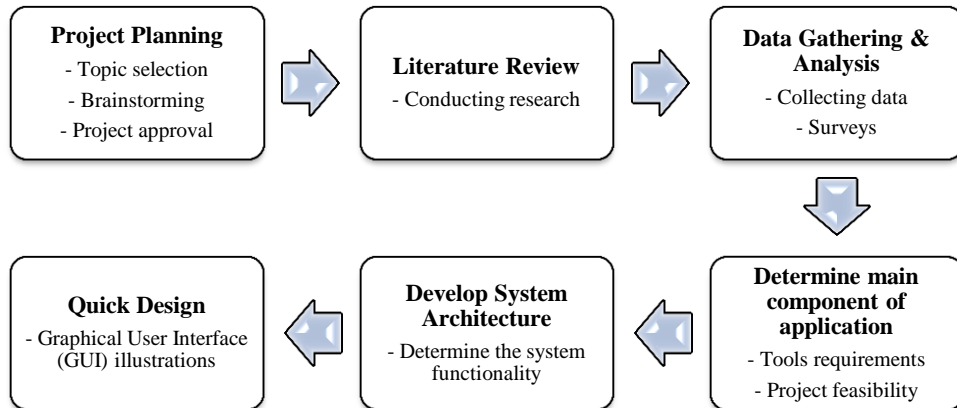 Project Planning
- Topic selection
- Brainstorming
- Project approval
Literature Review
- Conducting research
Data Gathering &
Analysis
- Collecting data
- Surveys
Determine main
component of
application
- Tools requirements
- Project feasibility
Develop System
Architecture
- Determine the system
functionality
Quick Design
- Graphical User Interface
(GUI) illustrations